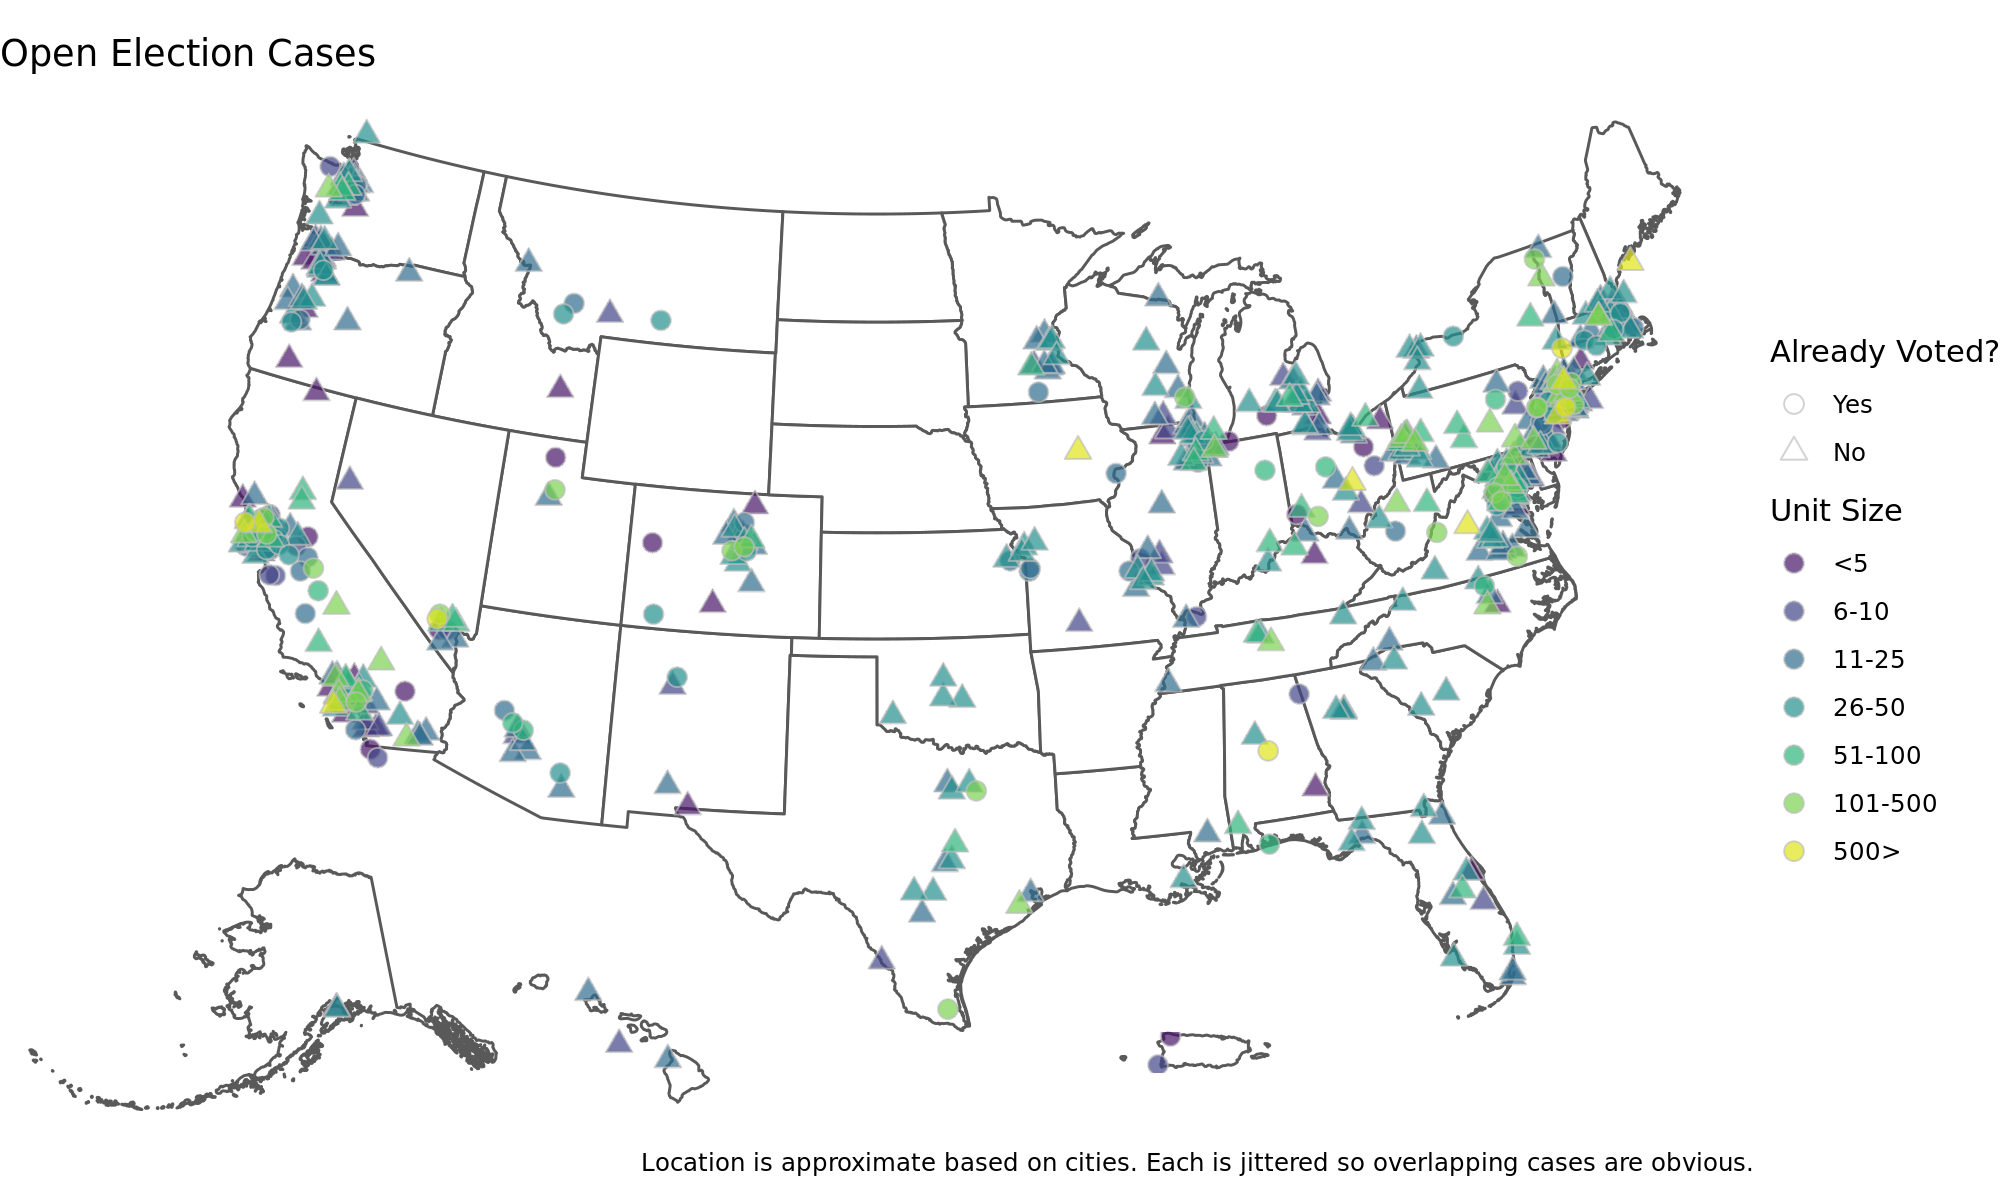 Open Election Cases
Already Voted?
Yes
No
Unit Size
<5
6-10
11-25
26-50
51-100
101-500
500>
Location is approximate based on cities. Each is jittered so overlapping cases are obvious.